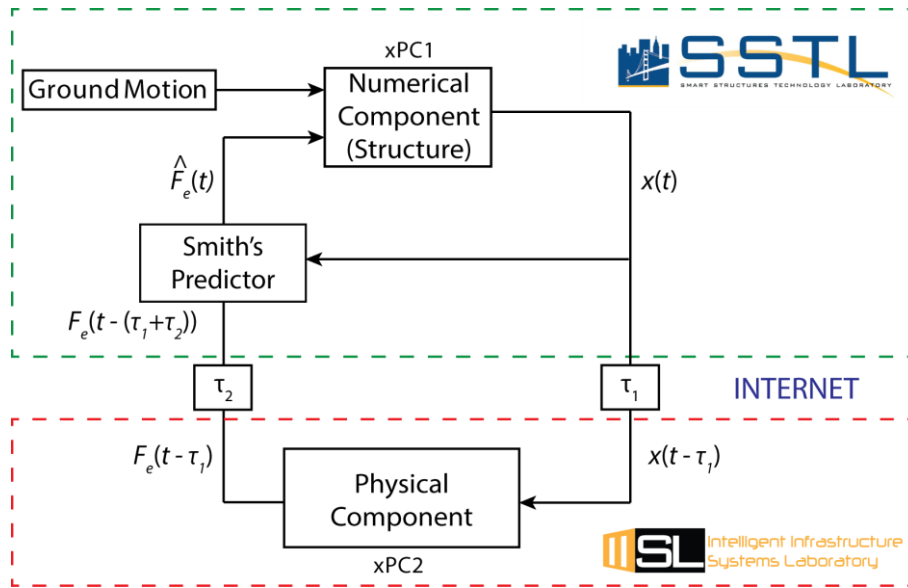 xPC1
SSTL
SMART STRUCTURES TECHNOLOGY LABORATORY
Ground Motion
Numerical
Component
(Structure)
F̂ₑ(t)
x(t)
Smith's
Predictor
Fₑ(t - (τ₁+τ₂))
τ₂
τ₁
INTERNET
Fₑ(t - τ₁)
x(t - τ₁)
Physical
Component
xPC2
IISL
Intelligent Infrastructure
Systems Laboratory